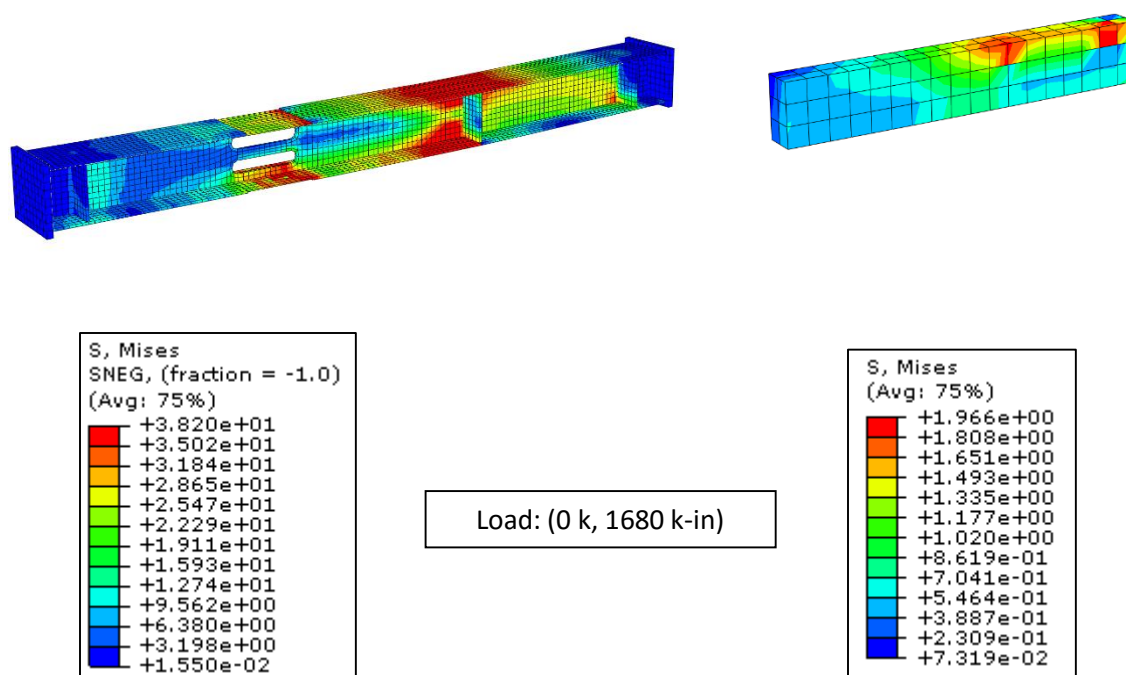 S, Mises
SNEG, (fraction = -1.0)
(Avg: 75%)
+3.820e+01
+3.502e+01
+3.184e+01
+2.865e+01
+2.547e+01
+2.229e+01
+1.911e+01
+1.593e+01
+1.274e+01
+9.562e+00
+6.380e+00
+3.198e+00
+1.550e-02
Load: (0 k, 1680 k-in)
S, Mises
(Avg: 75%)
+1.966e+00
+1.808e+00
+1.651e+00
+1.493e+00
+1.335e+00
+1.177e+00
+1.020e+00
+8.619e-01
+7.041e-01
+5.464e-01
+3.887e-01
+2.309e-01
+7.319e-02